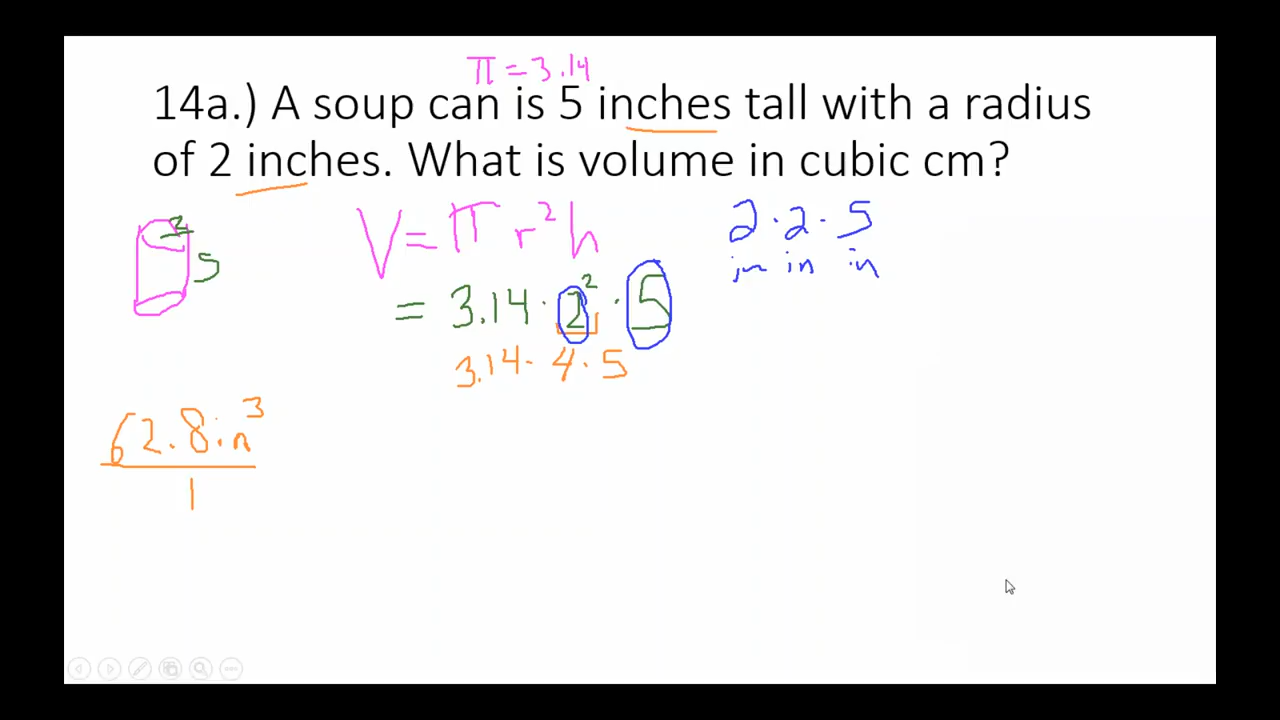 π = 3.14
14a.) A soup can is 5 inches tall with a radius
of 2 inches. What is volume in cubic cm?
2
5
V = π r² h
= 3.14 · 2² · 5
3.14 · 4 · 5
2 · 2 · 5
in in in
62.8 in³
1